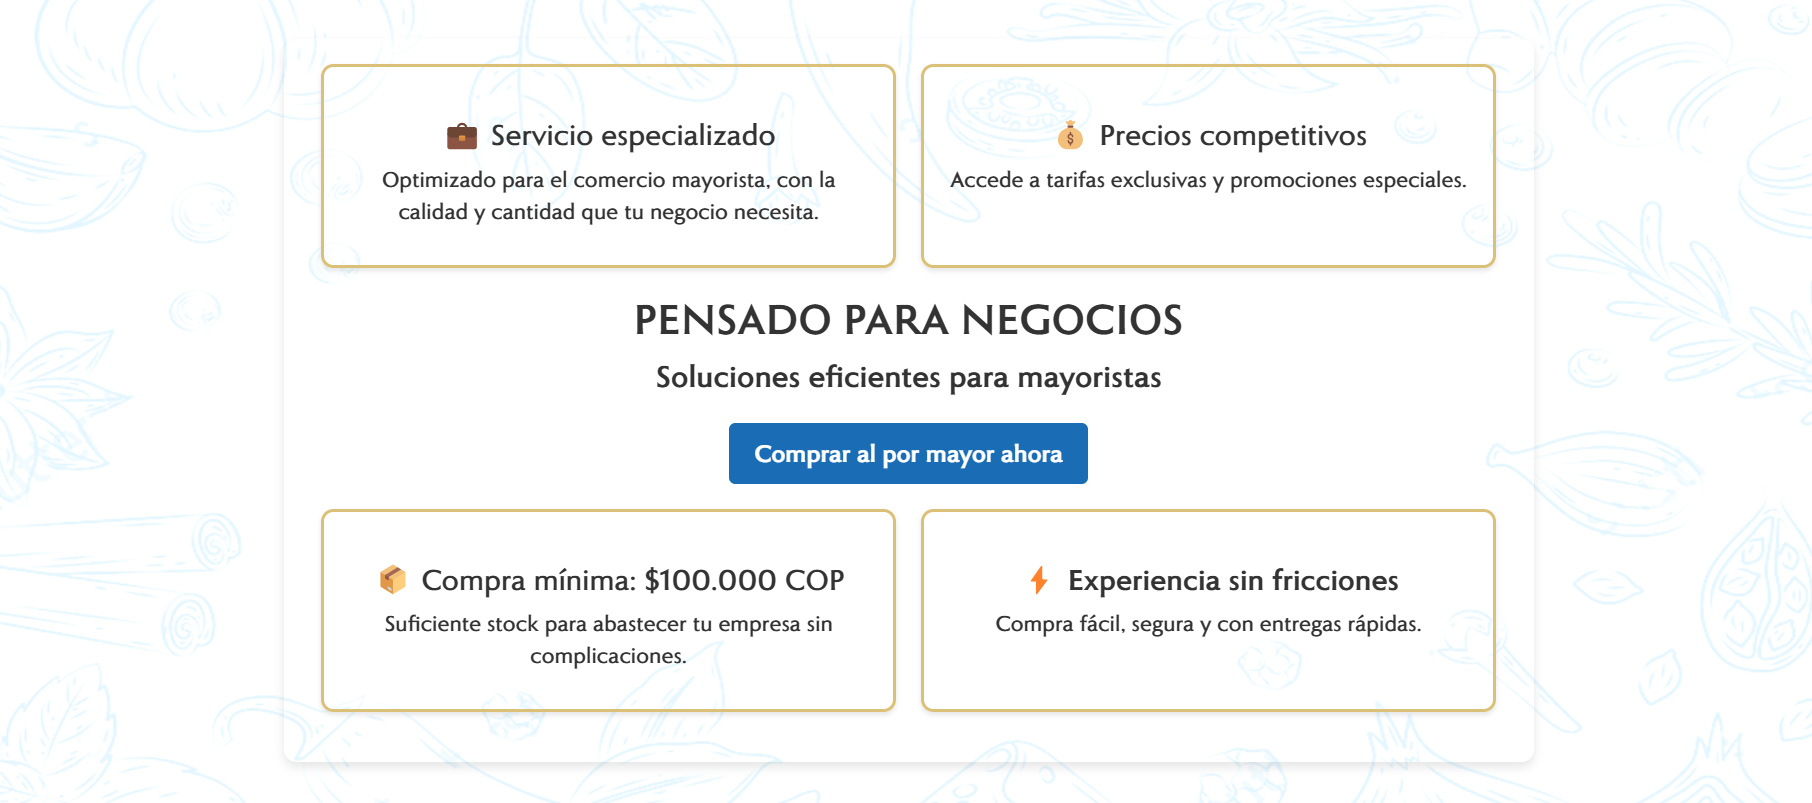 💼 Servicio especializado
Optimizado para el comercio mayorista, con la
calidad y cantidad que tu negocio necesita.
💰 Precios competitivos
Accede a tarifas exclusivas y promociones especiales.
PENSADO PARA NEGOCIOS
Soluciones eficientes para mayoristas
Comprar al por mayor ahora
📦 Compra mínima: $100.000 COP
Suficiente stock para abastecer tu empresa sin
complicaciones.
⚡ Experiencia sin fricciones
Compra fácil, segura y con entregas rápidas.